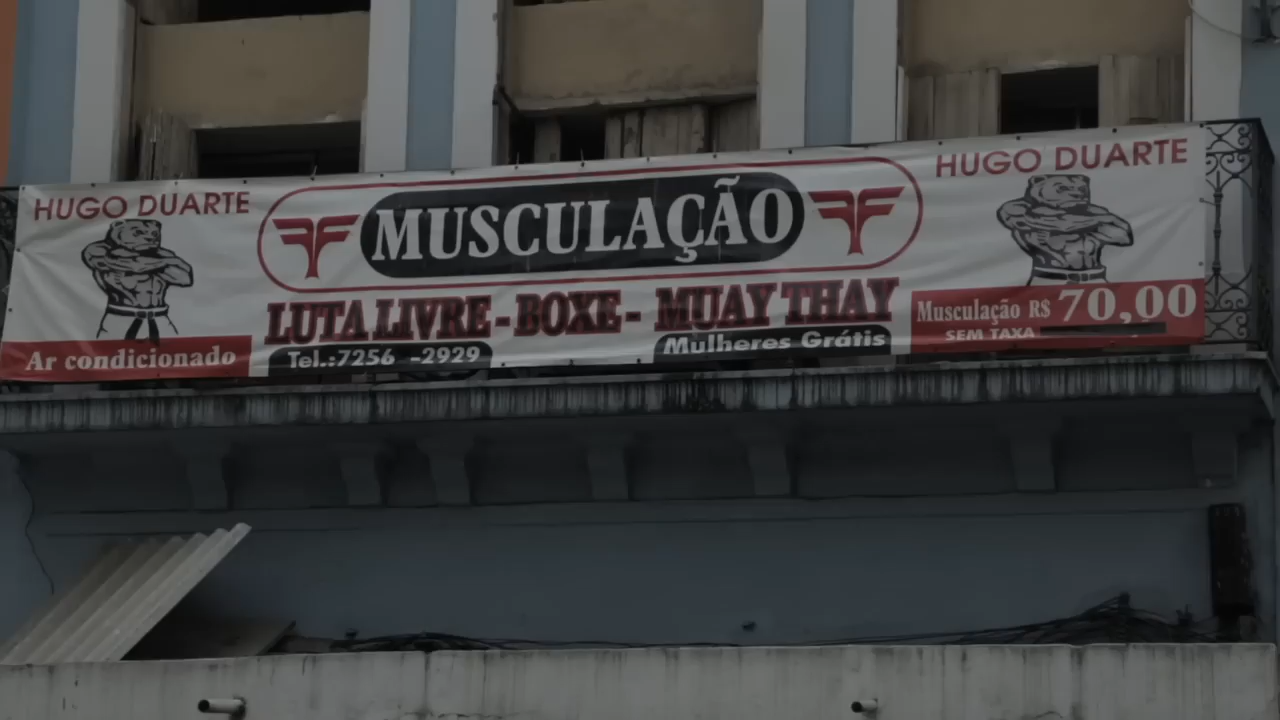 HUGO DUARTE
MUSCULAÇÃO
HUGO DUARTE
LUTA LIVRE - BOXE - MUAY THAY
Musculação R$ 70,00
SEM TAXA
Ar condicionado
Tel.:7256 -2929
Mulheres Grátis